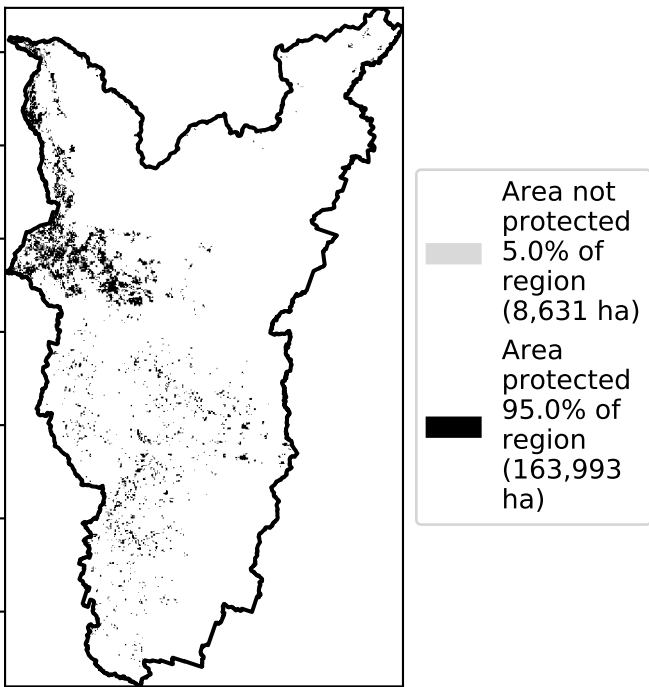 Area not
protected
5.0% of
region
(8,631 ha)
Area
protected
95.0% of
region
(163,993
ha)